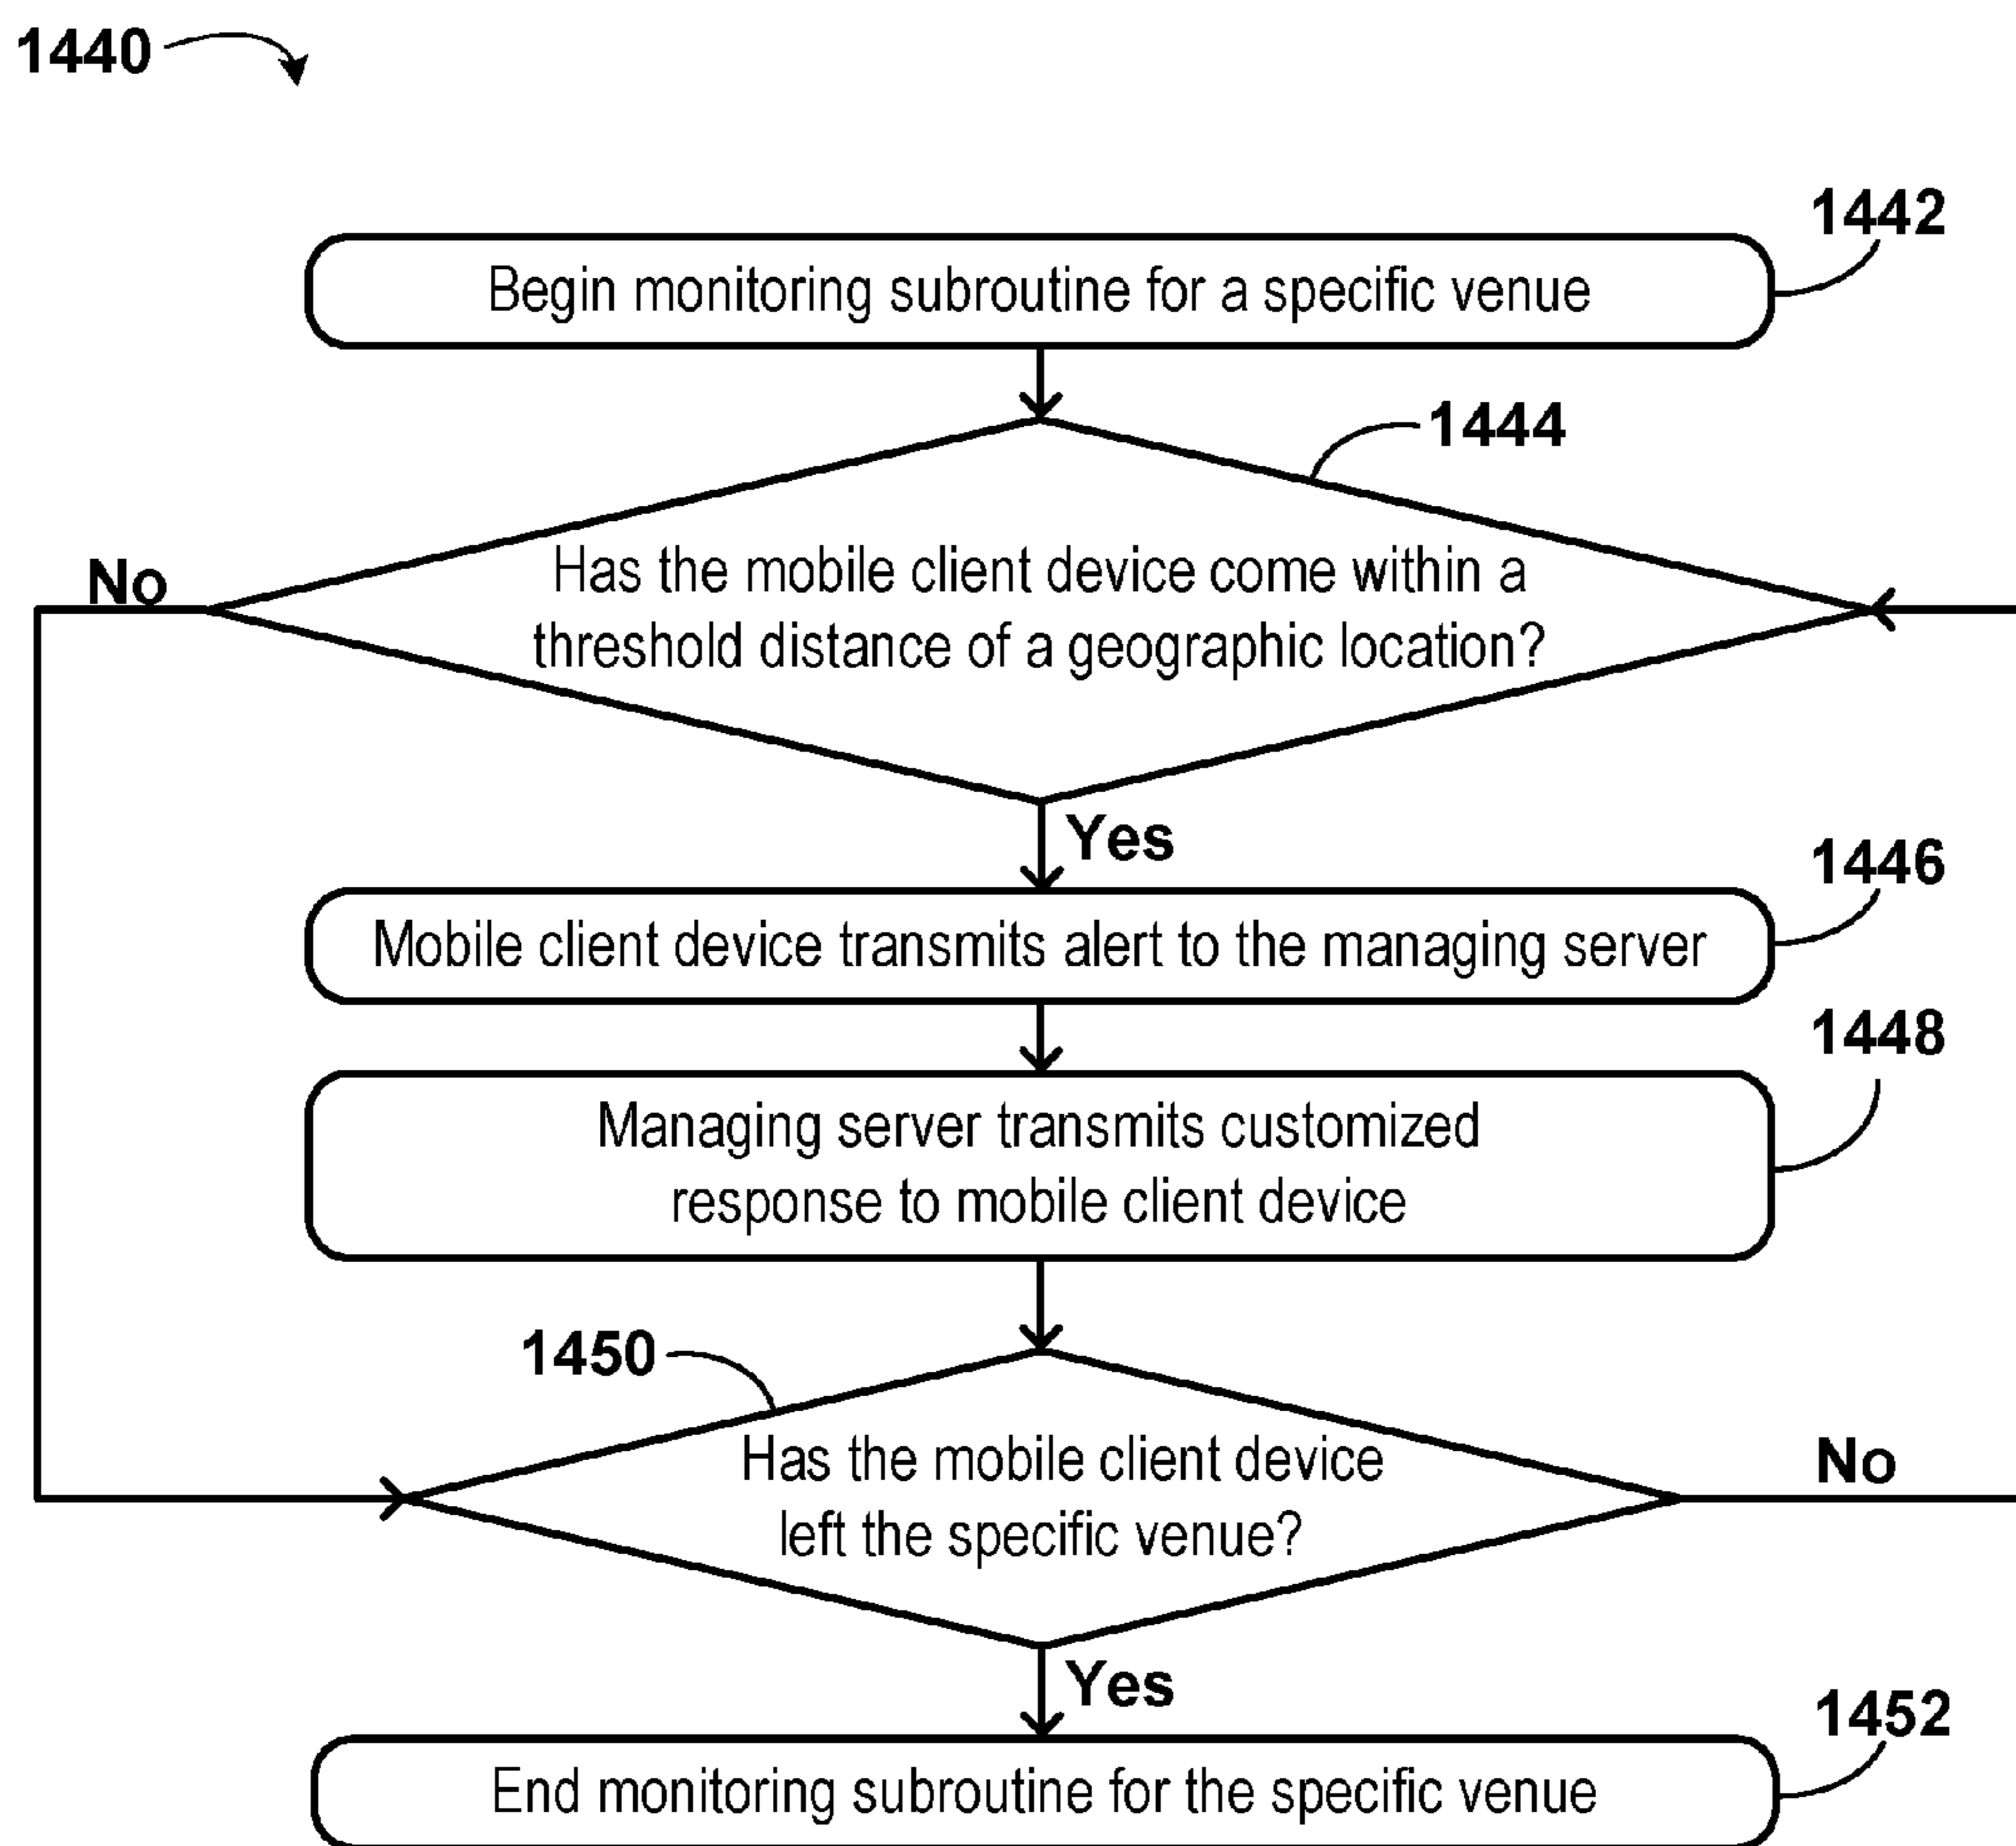 1440
1442
Begin monitoring subroutine for a specific venue
1444
No
Has the mobile client device come within a
threshold distance of a geographic location?
Yes
1446
Mobile client device transmits alert to the managing server
1448
Managing server transmits customized
response to mobile client device
1450
Has the mobile client device
left the specific venue?
No
Yes
1452
End monitoring subroutine for the specific venue